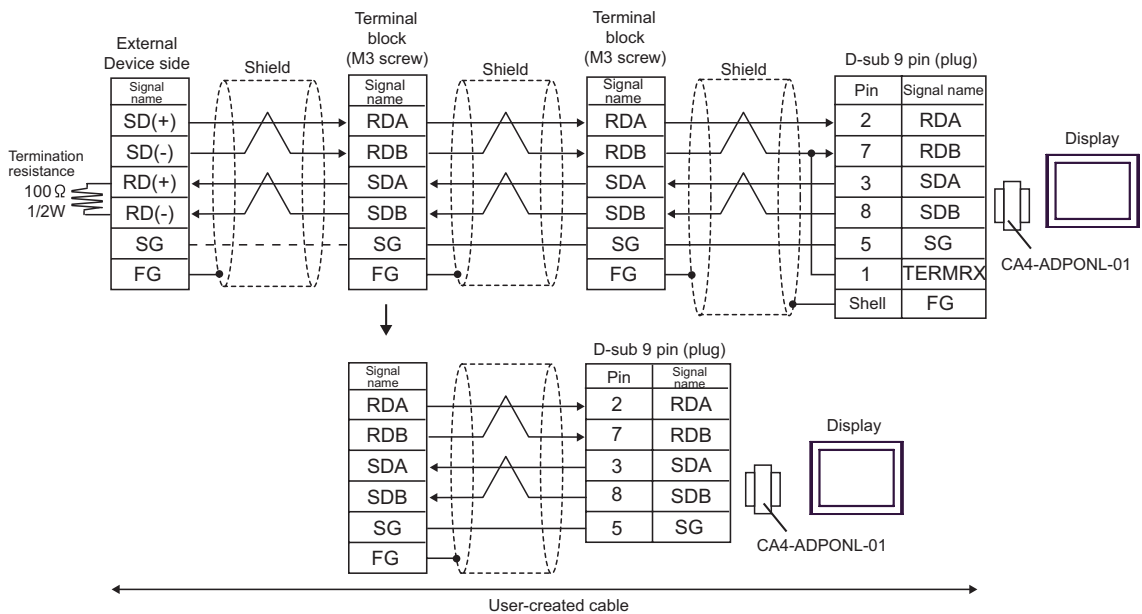 External
Device side
Signal
name
SD(+)
SD(-)
RD(+)
RD(-)
SG
FG
Termination
resistance
100 Ω
1/2W
Shield
Terminal
block
(M3 screw)
Signal
name
RDA
RDB
SDA
SDB
SG
FG
Shield
Terminal
block
(M3 screw)
Signal
name
RDA
RDB
SDA
SDB
SG
FG
Shield
D-sub 9 pin (plug)
Pin Signal name
2 RDA
7 RDB
3 SDA
8 SDB
5 SG
1 TERMRX
Shell FG
Display
CA4-ADPONL-01
Signal
name
RDA
RDB
SDA
SDB
SG
FG
D-sub 9 pin (plug)
Pin Signal
name
2 RDA
7 RDB
3 SDA
8 SDB
5 SG
Display
CA4-ADPONL-01
User-created cable